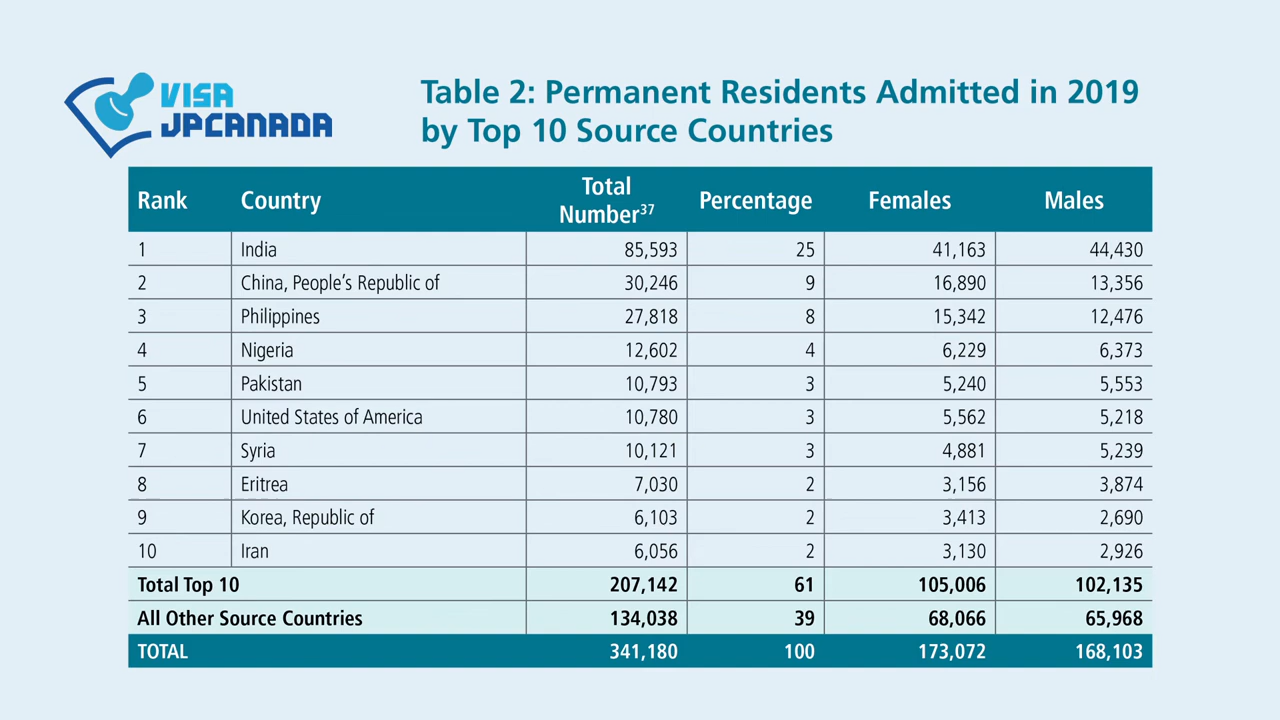 VISA
JPCANADA
Table 2: Permanent Residents Admitted in 2019
by Top 10 Source Countries
Rank Country Total Number37 Percentage Females Males
1 India 85,593 25 41,163 44,430
2 China, People’s Republic of 30,246 9 16,890 13,356
3 Philippines 27,818 8 15,342 12,476
4 Nigeria 12,602 4 6,229 6,373
5 Pakistan 10,793 3 5,240 5,553
6 United States of America 10,780 3 5,562 5,218
7 Syria 10,121 3 4,881 5,239
8 Eritrea 7,030 2 3,156 3,874
9 Korea, Republic of 6,103 2 3,413 2,690
10 Iran 6,056 2 3,130 2,926
Total Top 10 207,142 61 105,006 102,135
All Other Source Countries 134,038 39 68,066 65,968
TOTAL 341,180 100 173,072 168,103